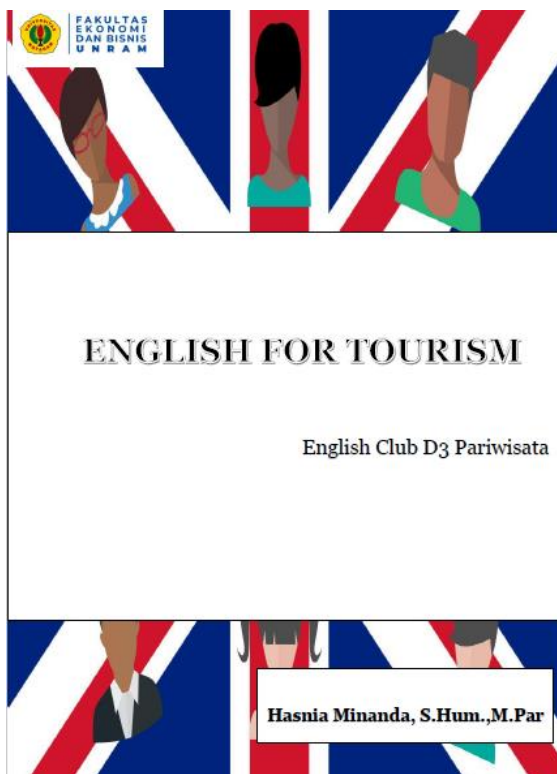 FAKULTAS
EKONOMI
DAN BISNIS
UNRAM
ENGLISH FOR TOURISM
English Club D3 Pariwisata
Hasnia Minanda, S.Hum.,M.Par